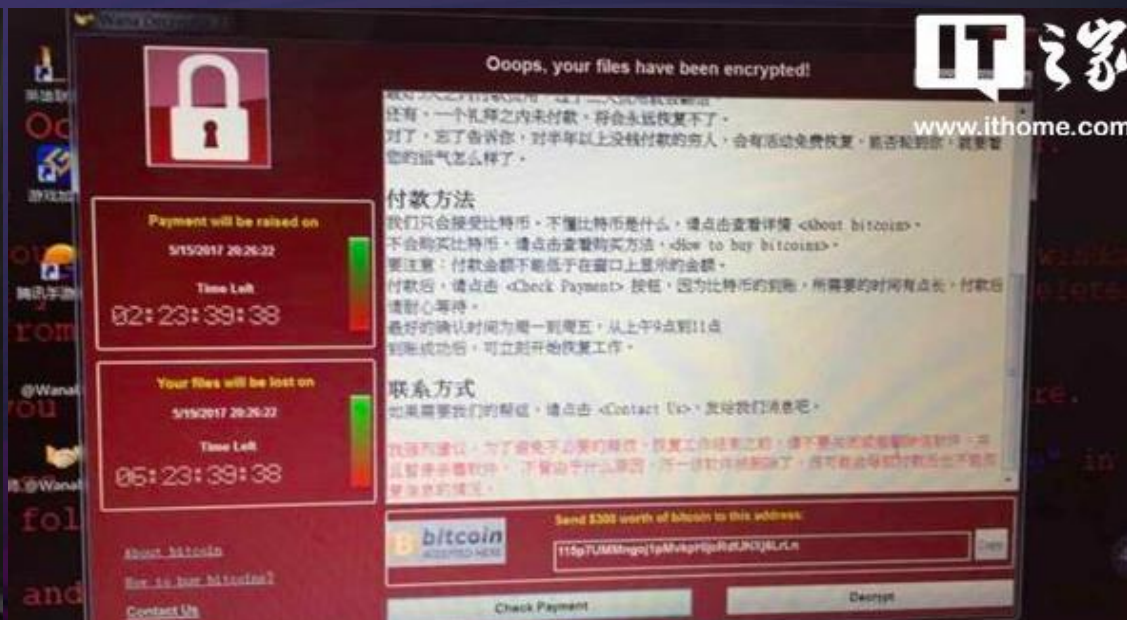 Wana Decryptor
IT之家
www.ithome.com
Ooops, your files have been encrypted!
还有，一个礼拜之内未付款，将会永远恢复不了。
对了，忘了告诉你，对半年以上没钱付款的穷人，会有活动免费恢复，能否轮到你，就要看
您的运气怎么样了。
付款方法
我们只会接受比特币。不懂比特币是什么，请点击查看详情 <About bitcoin>。
不会购买比特币，请点击查看购买方法，<How to buy bitcoins>。
要注意：付款金额不能低于在窗口上显示的金额。
付款后，请点击 <Check Payment> 按钮，因为比特币的到账，所需要的时间有点长，付款后
请耐心等待。
最好的确认时间为周一到周五，从上午9点到11点
到账成功后，可立刻开始恢复工作。
联系方式
如果需要我们的帮助，请点击 <Contact Us>，发给我们消息吧。
Payment will be raised on
5/15/2017 20:26:22
Time Left
02:23:39:38
Your files will be lost on
5/19/2017 20:26:22
Time Left
06:23:39:38
About bitcoin
How to buy bitcoins?
Contact Us
bitcoin
ACCEPTED HERE
Send $300 worth of bitcoin to this address:
Copy
Check Payment
Decrypt
rom
you
re.
in
fol
and